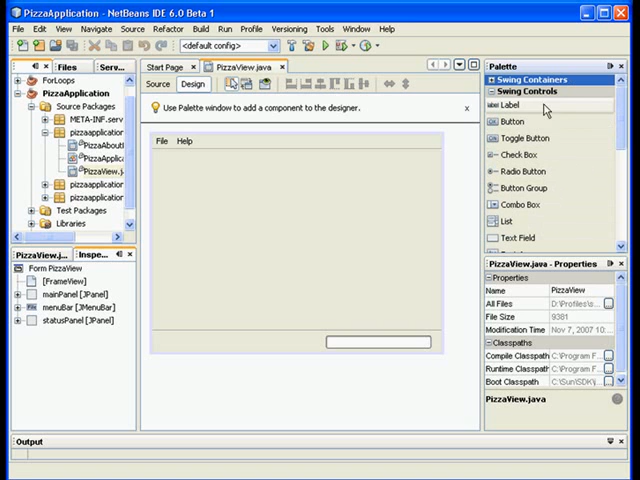 PizzaApplication - NetBeans IDE 6.0 Beta 1
File Edit View Navigate Source Refactor Build Run Profile Versioning Tools Window Help
<default config>
Files Serv...
ForLoops
PizzaApplication
Source Packages
META-INF.serv
pizzaapplication
PizzaAbout
PizzaApplica
PizzaView.j
pizzaapplication
pizzaapplication
Test Packages
Libraries
PizzaView.j... Inspe...
Form PizzaView
[FrameView]
mainPanel [JPanel]
menuBar [JMenuBar]
statusPanel [JPanel]
Start Page x PizzaView.java x
Source Design
Use Palette window to add a component to the designer. x
File Help
Palette
Swing Containers
Swing Controls
Label
Button
Toggle Button
Check Box
Radio Button
Button Group
Combo Box
List
Text Field
PizzaView.java - Properties
Properties
Name PizzaView
All Files D:\Profiles\s...
File Size 9381
Modification Time Nov 7, 2007 10:...
Classpaths
Compile Classpath C:\Program F...
Runtime Classpath C:\Program F...
Boot Classpath C:\Sun\SDK\j
PizzaView.java
Output